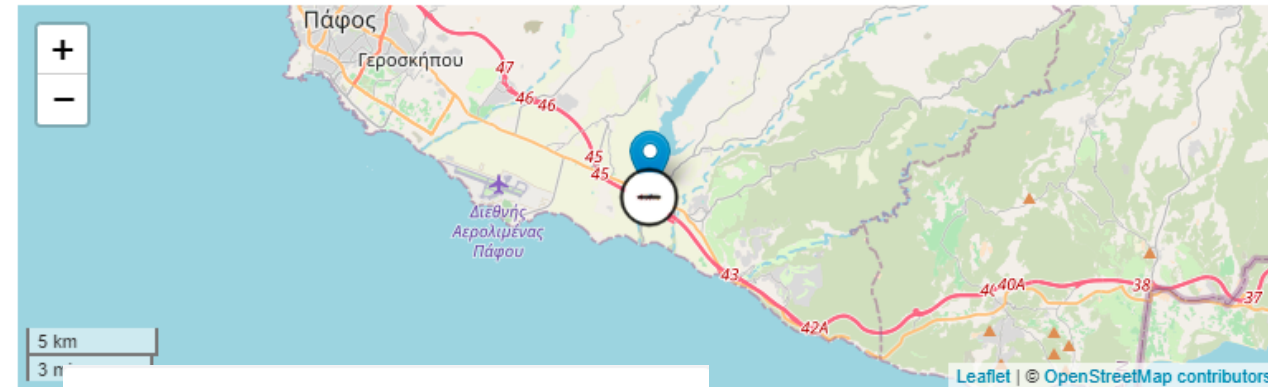 Πάφος
+
Γεροσκήπου
−
47
46 46
45
45
Διεθνής
Αερολιμένας
Πάφου
43
40A
38
37
42A
5 km
Leaflet | © OpenStreetMap contributors